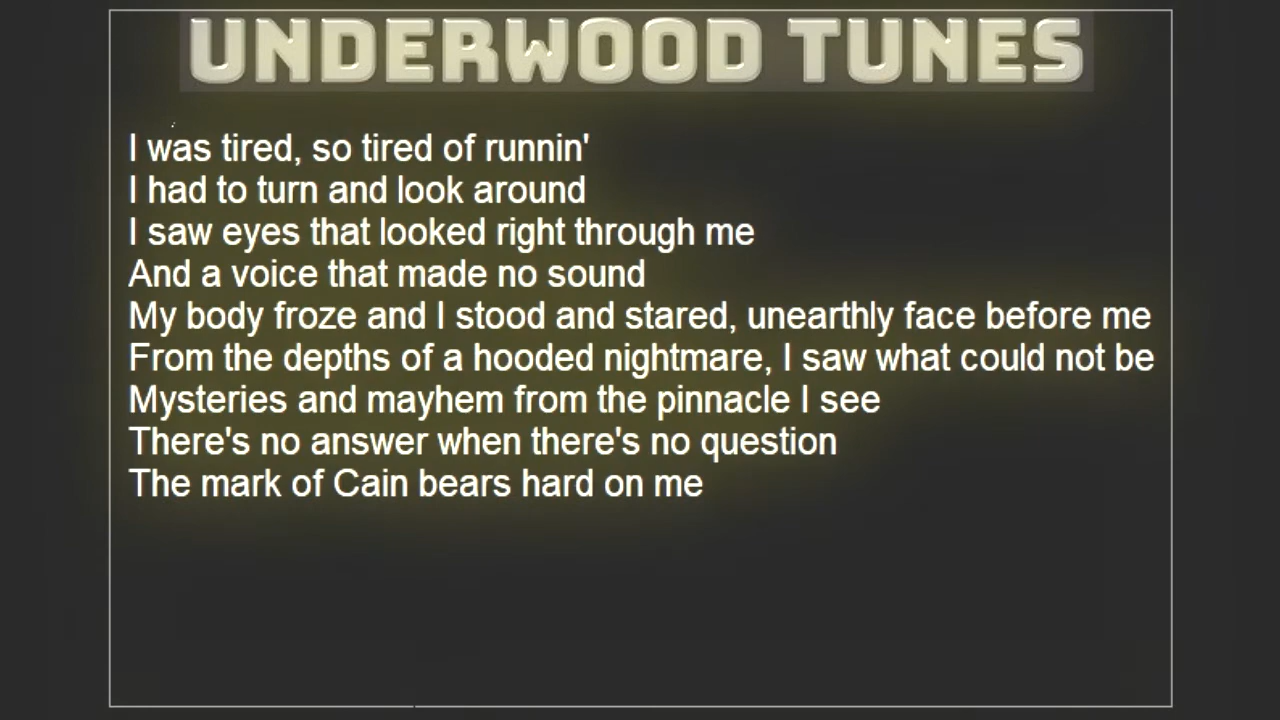 UNDERWOOD TUNES
I was tired, so tired of runnin'
I had to turn and look around
I saw eyes that looked right through me
And a voice that made no sound
My body froze and I stood and stared, unearthly face before me
From the depths of a hooded nightmare, I saw what could not be
Mysteries and mayhem from the pinnacle I see
There's no answer when there's no question
The mark of Cain bears hard on me